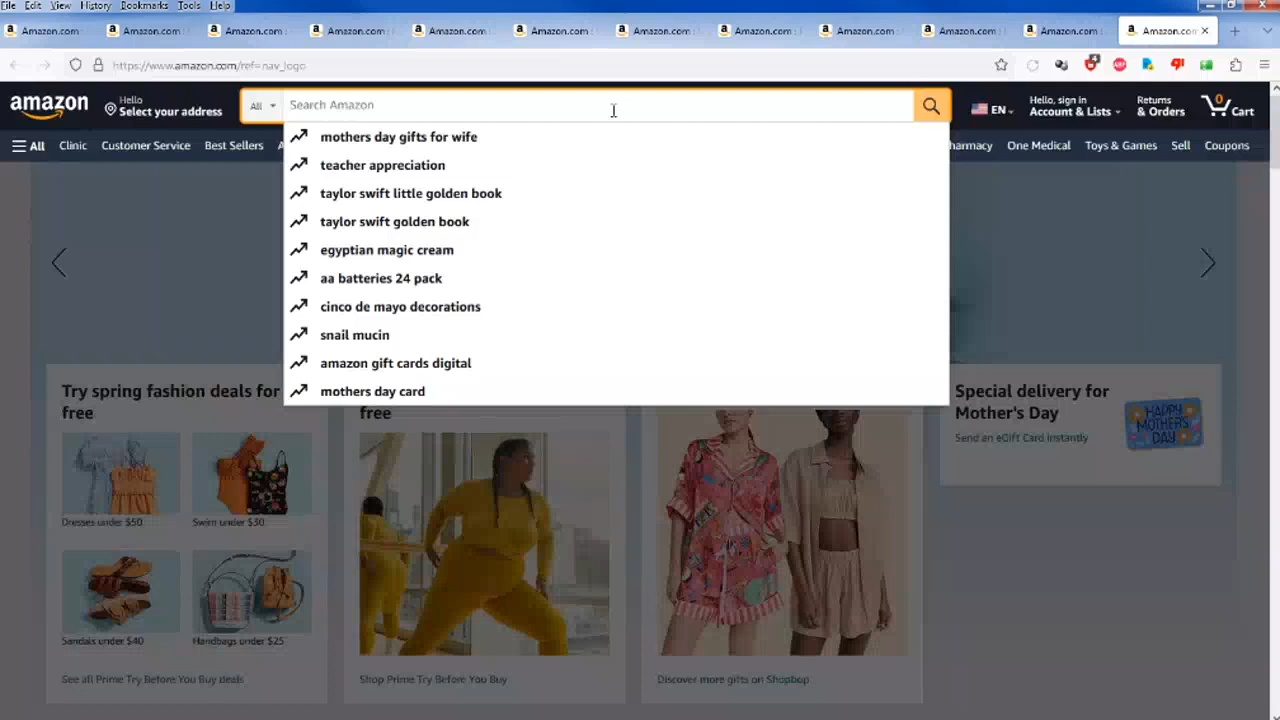 File Edit View History Bookmarks Tools Help
Amazon.com Amazon.com Amazon.com Amazon.com Amazon.com Amazon.com Amazon.com Amazon.com Amazon.com Amazon.com Amazon.com Amazon.com
https://www.amazon.com/ref=nav_logo
4
amazon
Hello
Select your address
All
Search Amazon
EN
Hello, sign in
Account & Lists
Returns
& Orders
0
Cart
All Clinic Customer Service Best Sellers
One Medical Toys & Games Sell Coupons
mothers day gifts for wife
teacher appreciation
taylor swift little golden book
taylor swift golden book
egyptian magic cream
aa batteries 24 pack
cinco de mayo decorations
snail mucin
amazon gift cards digital
mothers day card
Try spring fashion deals for
free
Dresses under $50
Swim under $30
Sandals under $40
Handbags under $25
See all Prime Try Before You Buy deals
free
Shop Prime Try Before You Buy
Discover more gifts on Shopbop
Special delivery for
Mother's Day
Send an eGift Card instantly
HAPPY
MOTHER'S
DAY